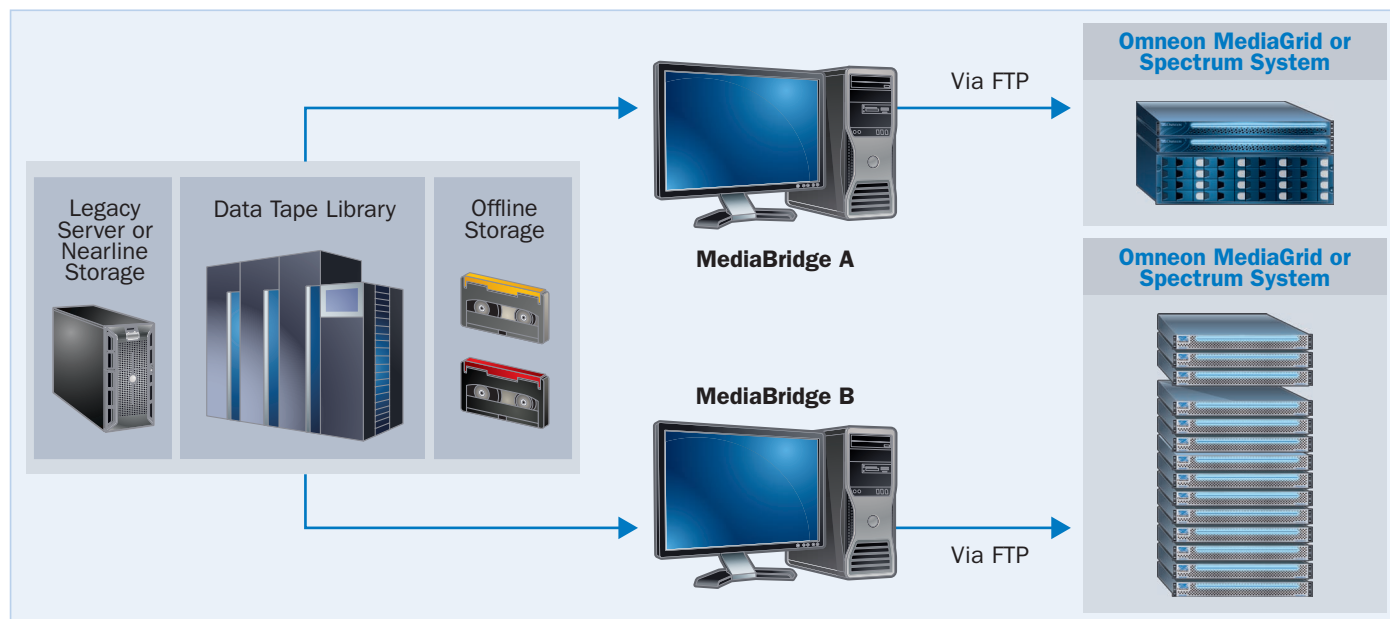 Legacy
Server or
Nearline
Storage
Data Tape Library
Offline
Storage
MediaBridge A
Via FTP
Omneon MediaGrid or
Spectrum System
MediaBridge B
Via FTP
Omneon MediaGrid or
Spectrum System